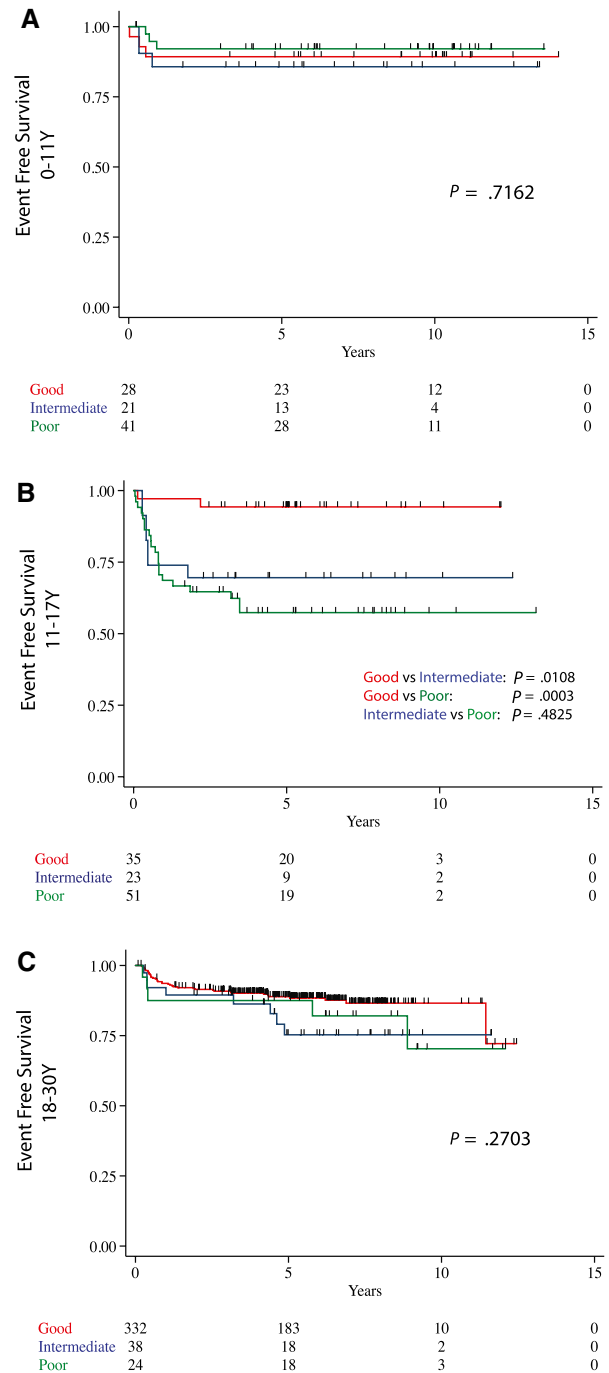 A
Event Free Survival
0-11Y
1.00
0.75
0.50
0.25
0.00
P = .7162
0 5 10 15
Years
Good 28 23 12 0
Intermediate 21 13 4 0
Poor 41 28 11 0
B
Event Free Survival
11-17Y
1.00
0.75
0.50
0.25
0.00
Good vs Intermediate: P = .0108
Good vs Poor: P = .0003
Intermediate vs Poor: P = .4825
0 5 10 15
Years
Good 35 20 3 0
Intermediate 23 9 2 0
Poor 51 19 2 0
C
Event Free Survival
18-30Y
1.00
0.75
0.50
0.25
0.00
P = .2703
0 5 10 15
Years
Good 332 183 10 0
Intermediate 38 18 2 0
Poor 24 18 3 0